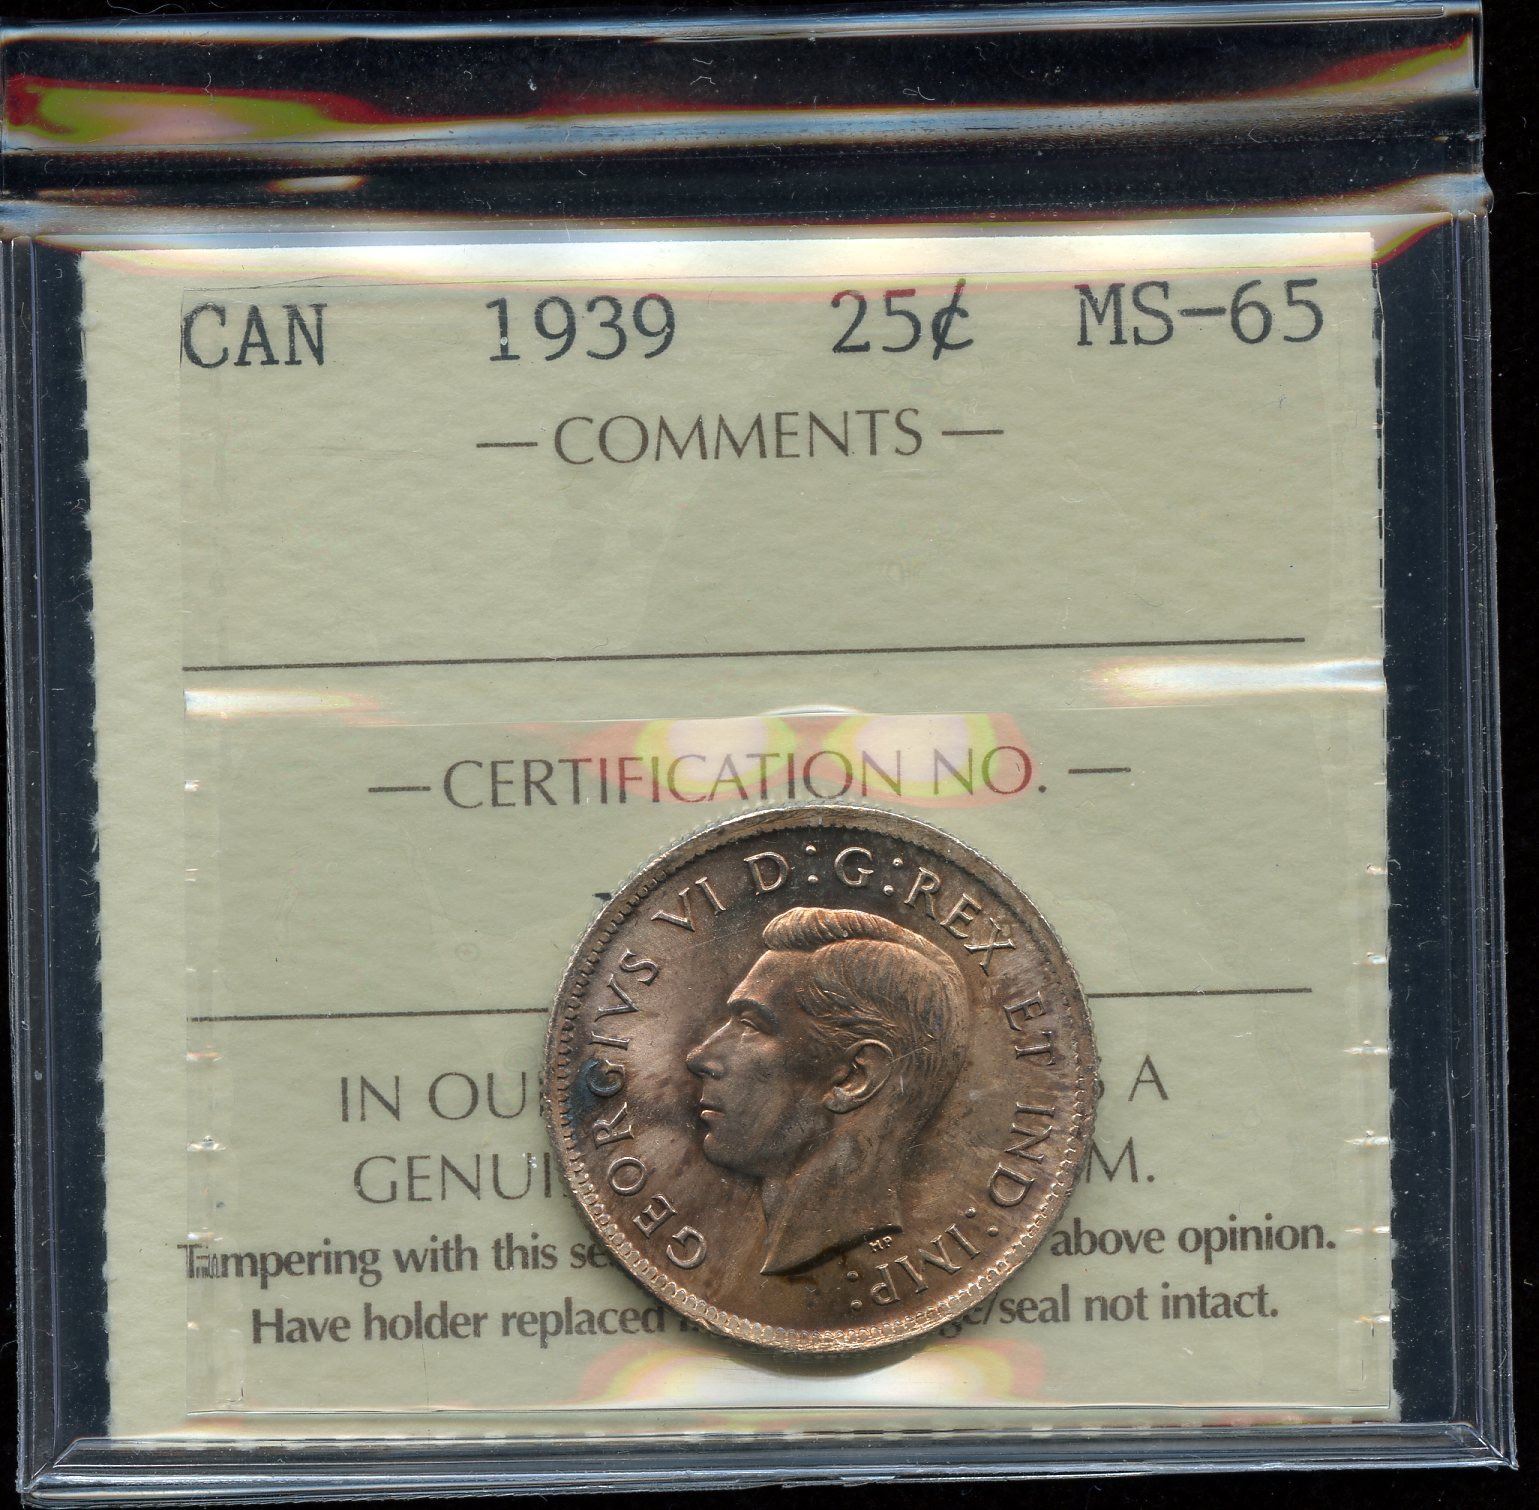 CAN 1939 25¢ MS-65
— COMMENTS —
— CERTIFICATION NO. —
GEORGIVS VI D:G:REX ET IND:IMP:
HP
IN OU A
GENUI M.
Tampering with this se above opinion.
Have holder replaced ge/seal not intact.